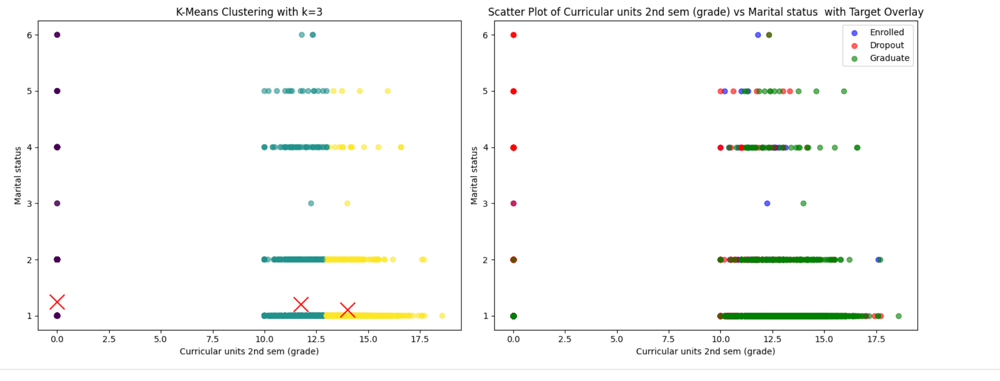 K-Means Clustering with k=3
6
5
4
3
2
1
Marital status
0.0 2.5 5.0 7.5 10.0 12.5 15.0 17.5
Curricular units 2nd sem (grade)
Scatter Plot of Curricular units 2nd sem (grade) vs Marital status  with Target Overlay
Enrolled
Dropout
Graduate
6
5
4
3
2
1
Marital status
0.0 2.5 5.0 7.5 10.0 12.5 15.0 17.5
Curricular units 2nd sem (grade)